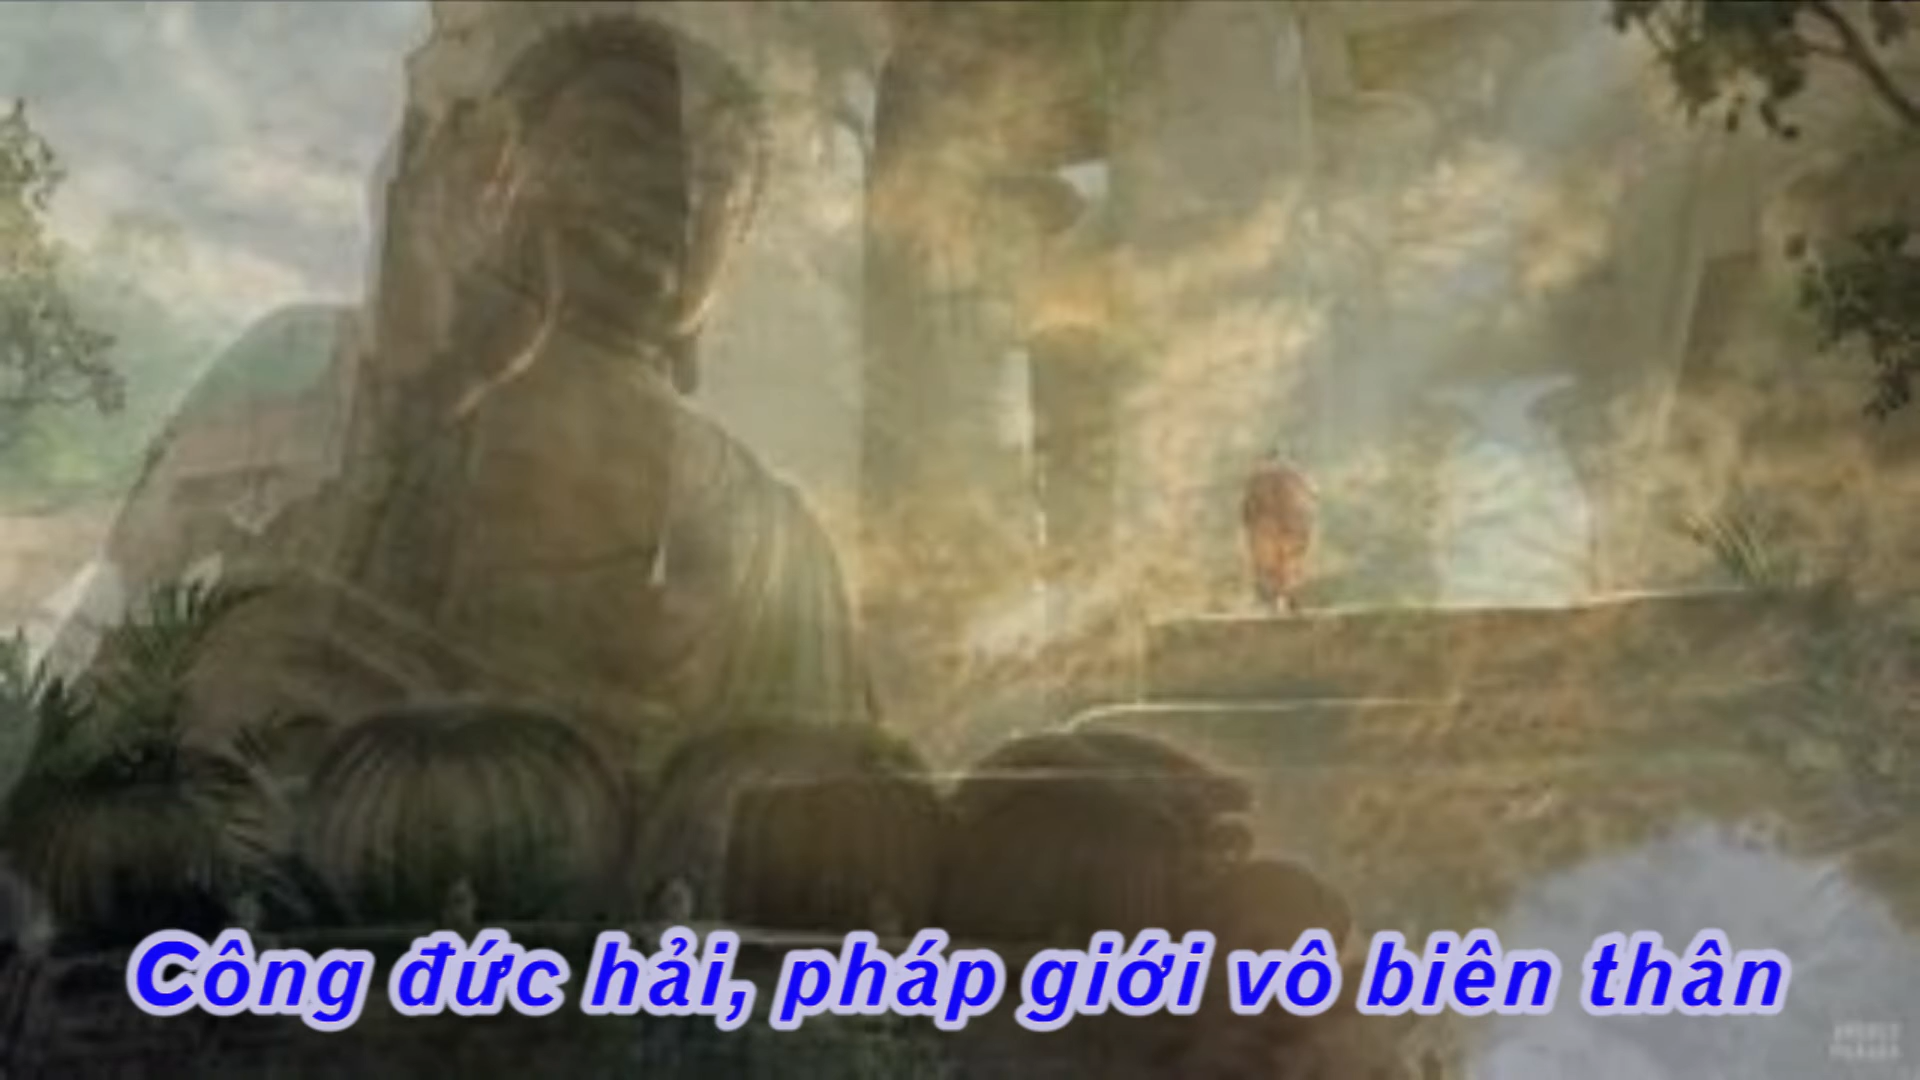 Công đức hải, pháp giới vô biên thân